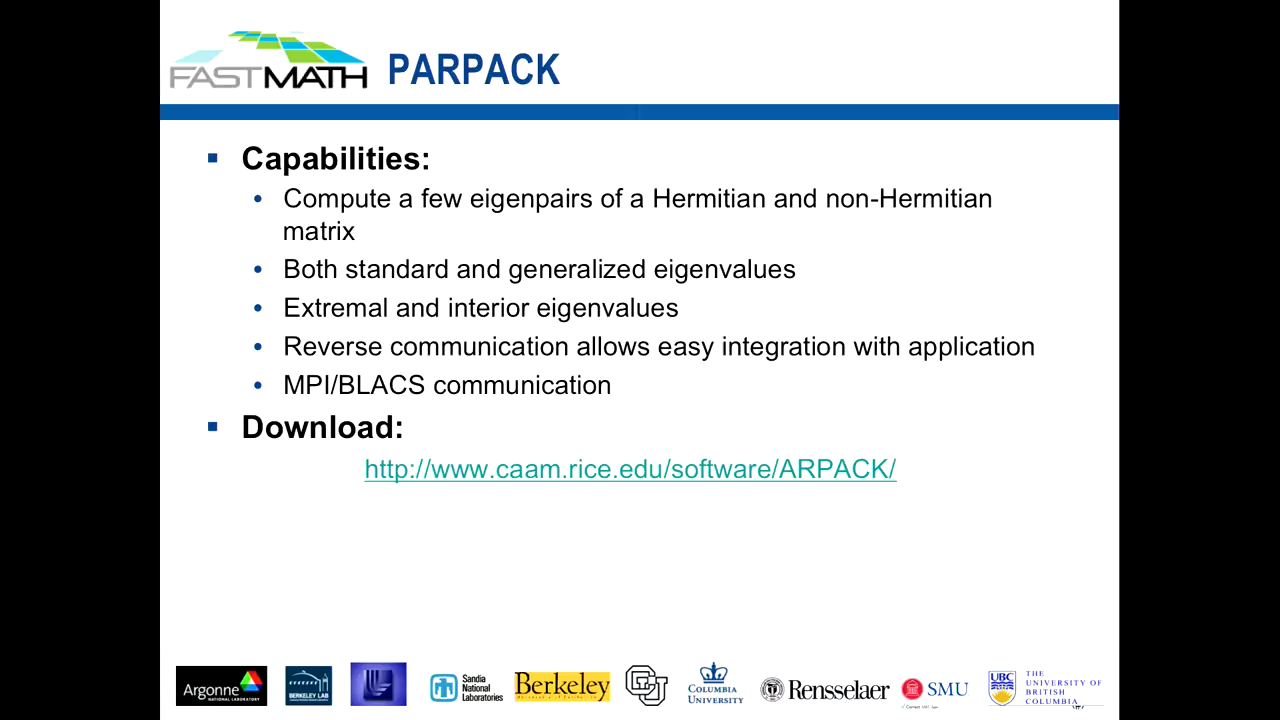 FASTMATH
PARPACK
Capabilities:
Compute a few eigenpairs of a Hermitian and non-Hermitian
matrix
Both standard and generalized eigenvalues
Extremal and interior eigenvalues
Reverse communication allows easy integration with application
MPI/BLACS communication
Download:
http://www.caam.rice.edu/software/ARPACK/
Argonne
NATIONAL LABORATORY
BERKELEY LAB
Sandia
National
Laboratories
Berkeley
COLUMBIA
UNIVERSITY
Rensselaer
SMU
UBC
THE
UNIVERSITY OF
BRITISH
COLUMBIA